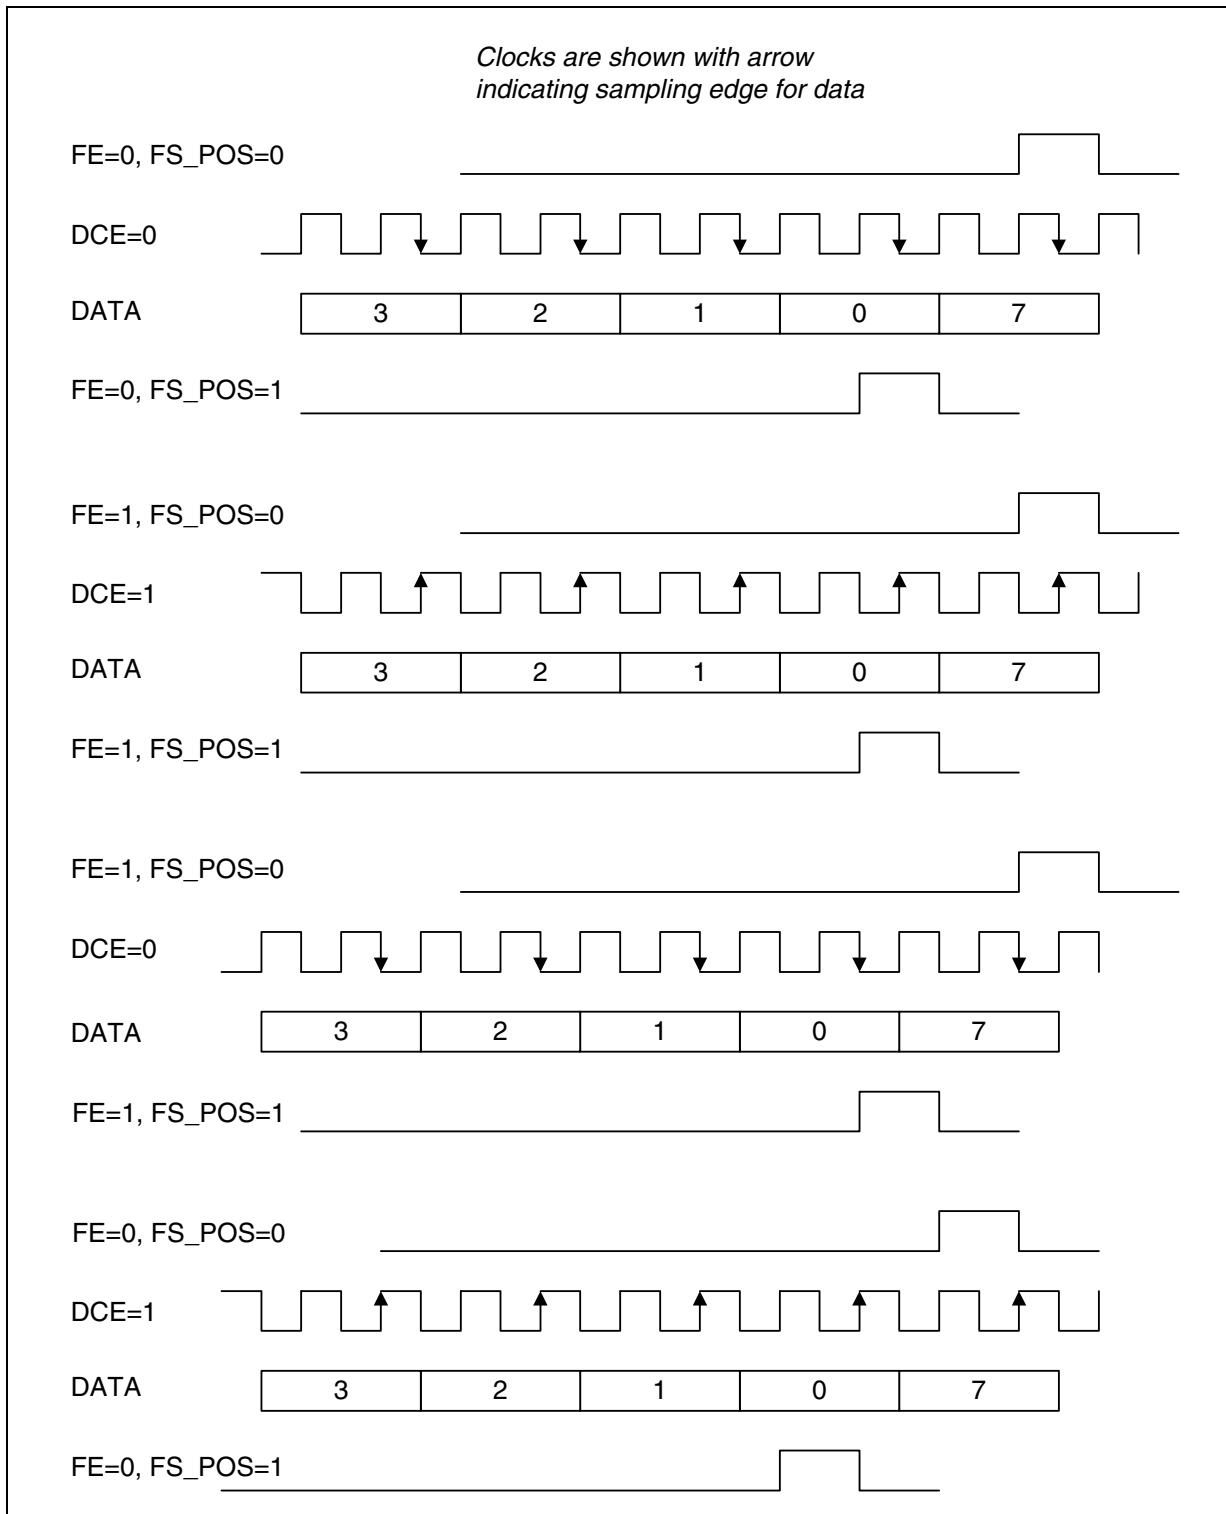 Clocks are shown with arrow
indicating sampling edge for data
FE=0, FS_POS=0
DCE=0
DATA
3 2 1 0 7
FE=0, FS_POS=1
FE=1, FS_POS=0
DCE=1
DATA
3 2 1 0 7
FE=1, FS_POS=1
FE=1, FS_POS=0
DCE=0
DATA
3 2 1 0 7
FE=1, FS_POS=1
FE=0, FS_POS=0
DCE=1
DATA
3 2 1 0 7
FE=0, FS_POS=1